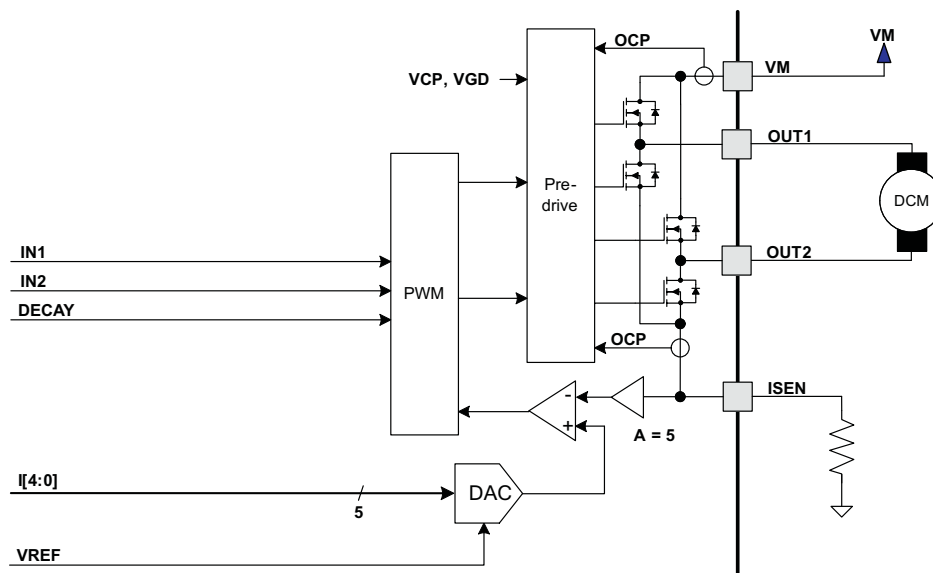 OCP
VM
VM
VCP, VGD
OUT1
Pre-
drive
DCM
IN1
OUT2
IN2
PWM
DECAY
OCP
ISEN
-
+
A = 5
I[4:0]
DAC
5
VREF